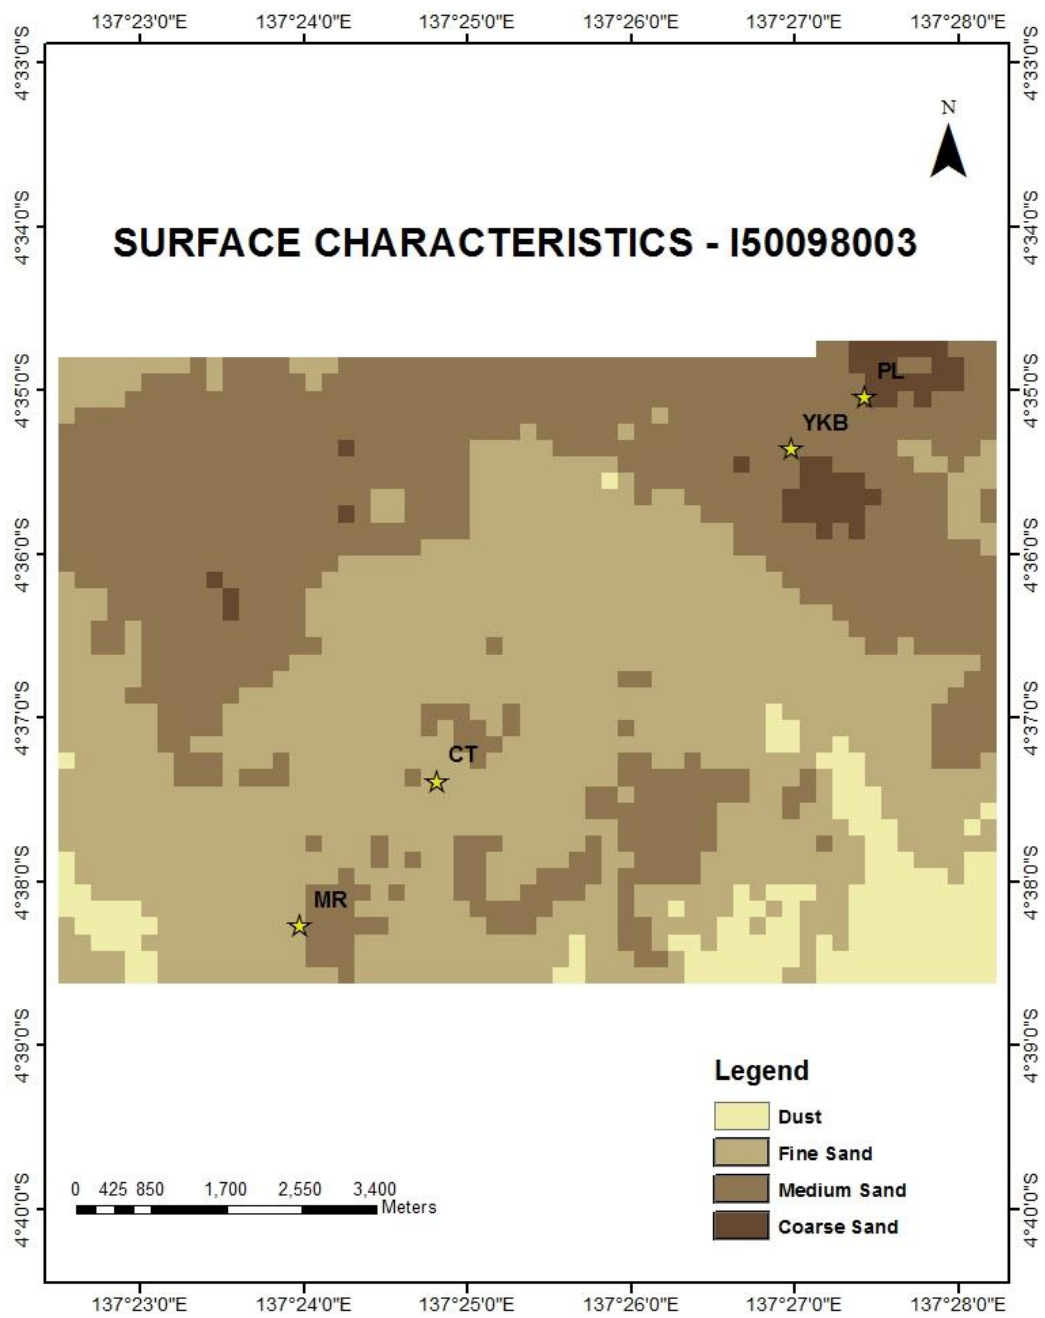 137°23'0"E 137°24'0"E 137°25'0"E 137°26'0"E 137°27'0"E 137°28'0"E
4°33'0"S 4°33'0"S
N
4°34'0"S 4°34'0"S
SURFACE CHARACTERISTICS - I50098003
4°35'0"S 4°35'0"S
PL
YKB
4°36'0"S 4°36'0"S
4°37'0"S 4°37'0"S
CT
4°38'0"S 4°38'0"S
MR
4°39'0"S 4°39'0"S
Legend
Dust
Fine Sand
Medium Sand
Coarse Sand
0 425 850 1,700 2,550 3,400
Meters
4°40'0"S 4°40'0"S
137°23'0"E 137°24'0"E 137°25'0"E 137°26'0"E 137°27'0"E 137°28'0"E